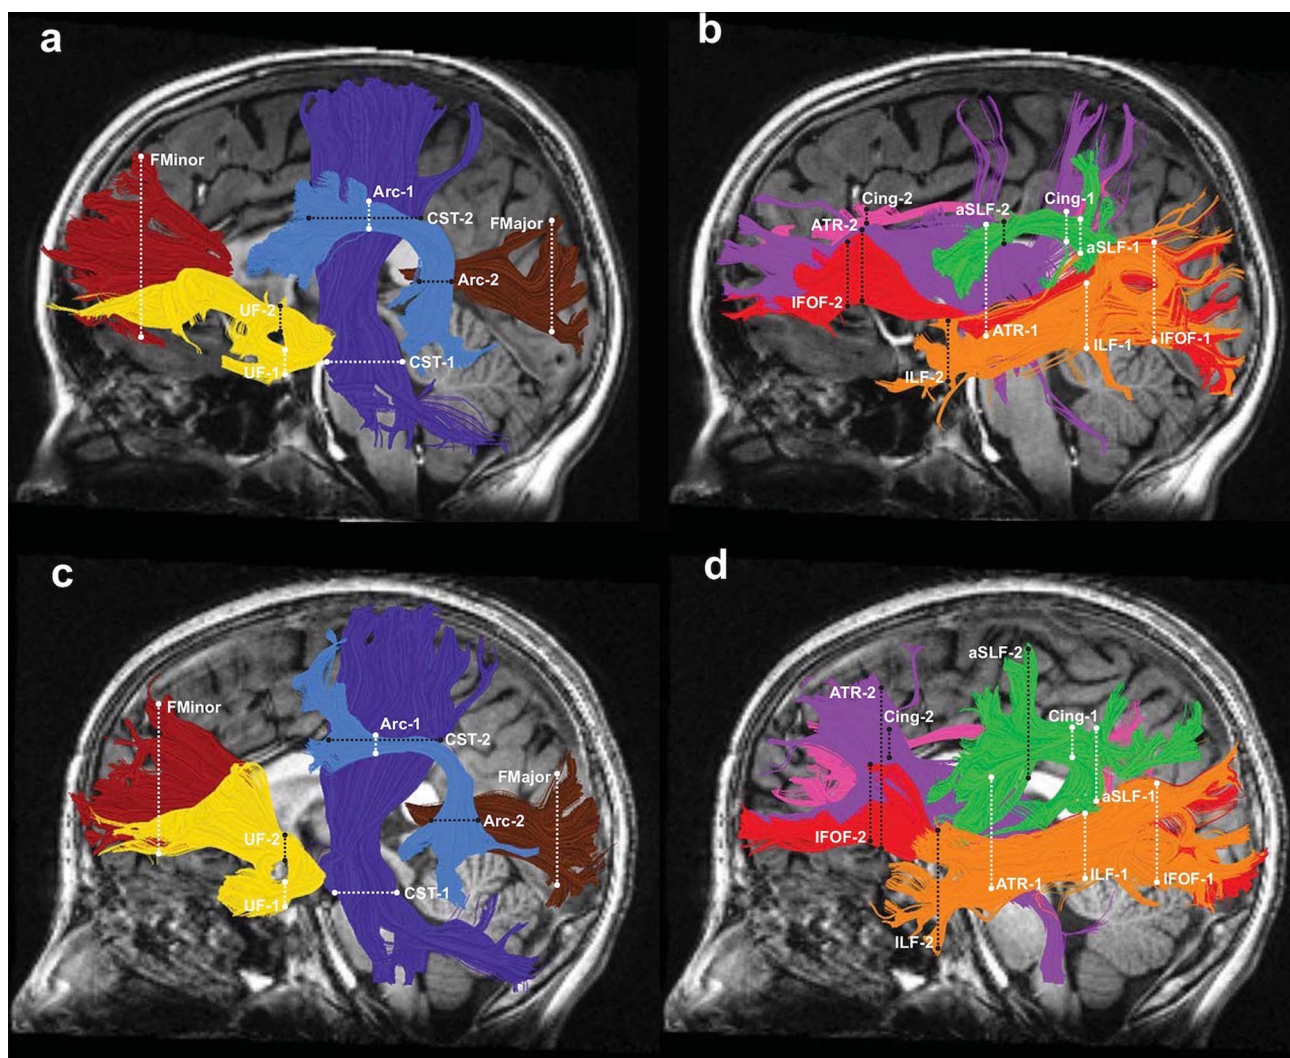 a
FMinor
Arc-1
CST-2
FMajor
Arc-2
UF-2
CST-1
UF-1
b
Cing-2
aSLF-2
Cing-1
ATR-2
aSLF-1
IFOF-2
ATR-1
ILF-1
IFOF-1
ILF-2
c
FMinor
Arc-1
CST-2
FMajor
Arc-2
UF-2
CST-1
UF-1
d
aSLF-2
ATR-2
Cing-2
Cing-1
aSLF-1
IFOF-2
ATR-1
ILF-1
IFOF-1
ILF-2